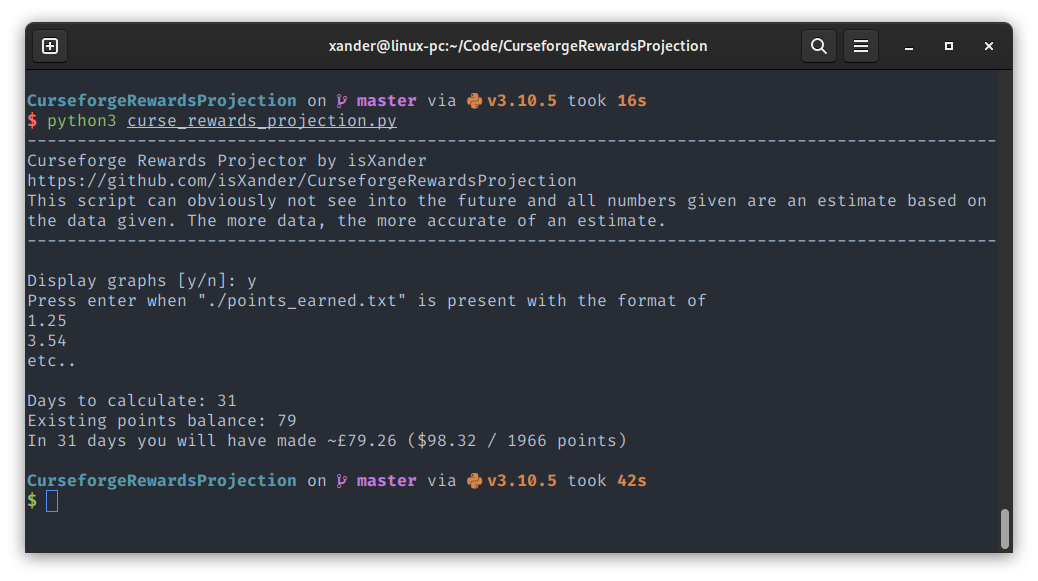 xander@linux-pc:~/Code/CurseforgeRewardsProjection
CurseforgeRewardsProjection on master via v3.10.5 took 16s
$ python3 curse_rewards_projection.py
-------------------------------------------------------------------------------------------------
Curseforge Rewards Projector by isXander
https://github.com/isXander/CurseforgeRewardsProjection
This script can obviously not see into the future and all numbers given are an estimate based on
the data given. The more data, the more accurate of an estimate.
-------------------------------------------------------------------------------------------------
Display graphs [y/n]: y
Press enter when "./points_earned.txt" is present with the format of
1.25
3.54
etc..
Days to calculate: 31
Existing points balance: 79
In 31 days you will have made ~£79.26 ($98.32 / 1966 points)
CurseforgeRewardsProjection on master via v3.10.5 took 42s
$